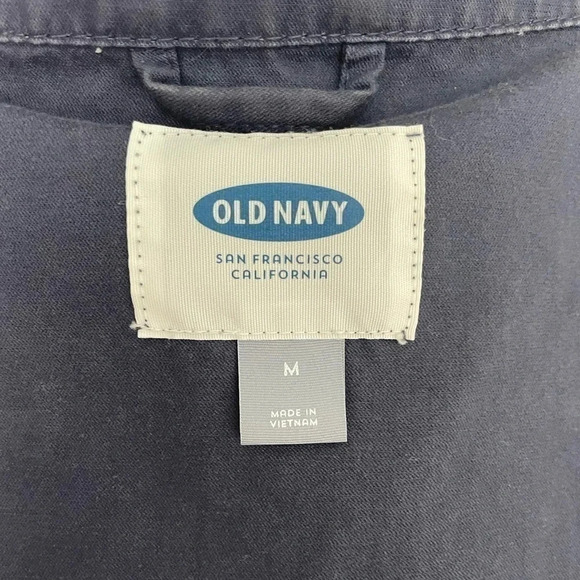 OLD NAVY
SAN FRANCISCO
CALIFORNIA
M
MADE IN
VIETNAM